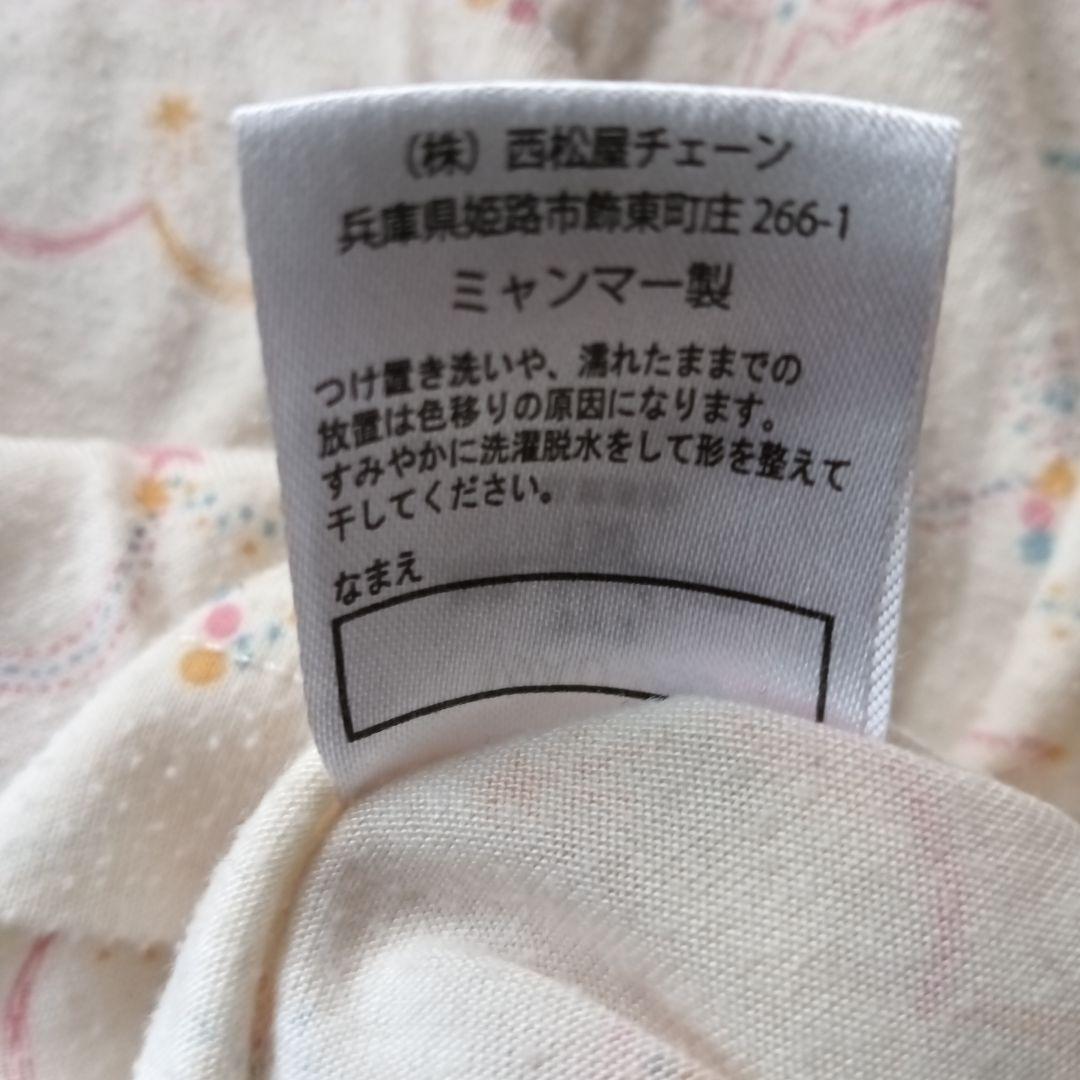 （株）西松屋チェーン
兵庫県姫路市飾東町庄 266-1
ミャンマー製
つけ置き洗いや、濡れたままでの
放置は色移りの原因になります。
すみやかに洗濯脱水をして形を整えて
干してください。
なまえ